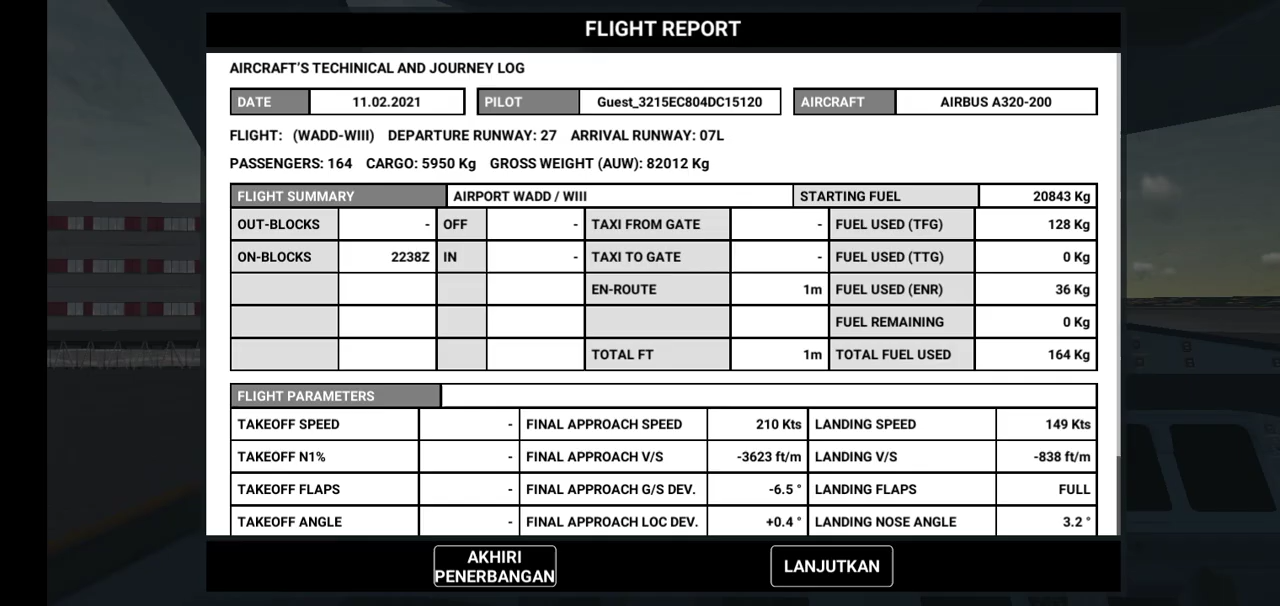 FLIGHT REPORT
AIRCRAFT'S TECHINICAL AND JOURNEY LOG
DATE 11.02.2021 PILOT Guest_3215EC804DC15120 AIRCRAFT AIRBUS A320-200
FLIGHT: (WADD-WIII) DEPARTURE RUNWAY: 27 ARRIVAL RUNWAY: 07L
PASSENGERS: 164 CARGO: 5950 Kg GROSS WEIGHT (AUW): 82012 Kg
FLIGHT SUMMARY AIRPORT WADD / WIII STARTING FUEL 20843 Kg
OUT-BLOCKS - OFF - TAXI FROM GATE - FUEL USED (TFG) 128 Kg
ON-BLOCKS 2238Z IN - TAXI TO GATE - FUEL USED (TTG) 0 Kg
EN-ROUTE 1m FUEL USED (ENR) 36 Kg
FUEL REMAINING 0 Kg
TOTAL FT 1m TOTAL FUEL USED 164 Kg
FLIGHT PARAMETERS
TAKEOFF SPEED - FINAL APPROACH SPEED 210 Kts LANDING SPEED 149 Kts
TAKEOFF N1% - FINAL APPROACH V/S -3623 ft/m LANDING V/S -838 ft/m
TAKEOFF FLAPS - FINAL APPROACH G/S DEV. -6.5 ° LANDING FLAPS FULL
TAKEOFF ANGLE - FINAL APPROACH LOC DEV. +0.4 ° LANDING NOSE ANGLE 3.2 °
AKHIRI
PENERBANGAN
LANJUTKAN